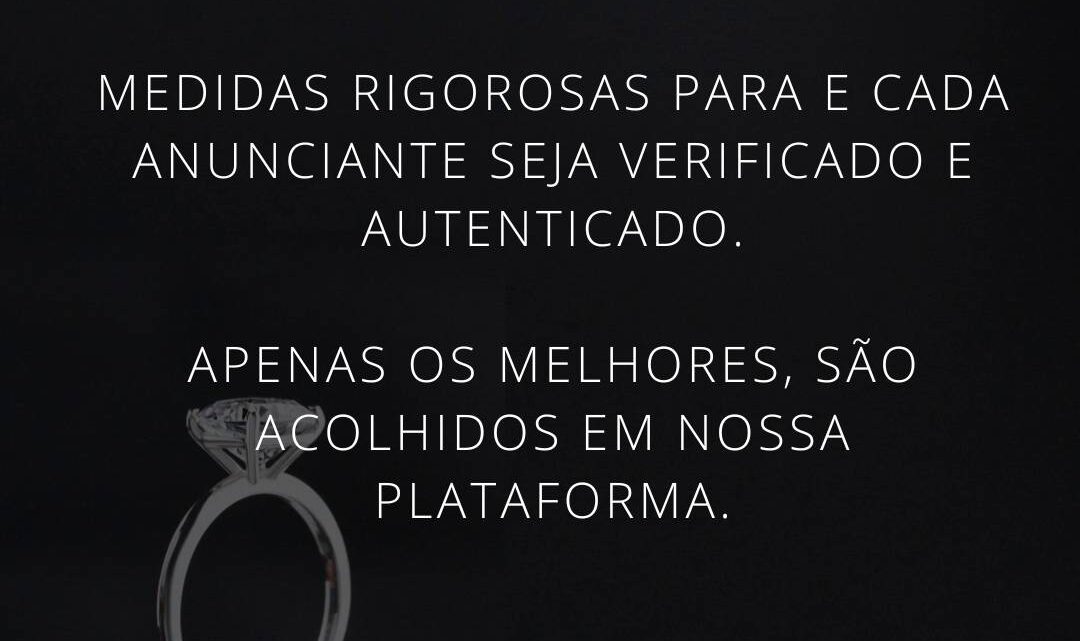 MEDIDAS RIGOROSAS PARA E CADA
ANUNCIANTE SEJA VERIFICADO E
AUTENTICADO.
APENAS OS MELHORES, SÃO
ACOLHIDOS EM NOSSA
PLATAFORMA.